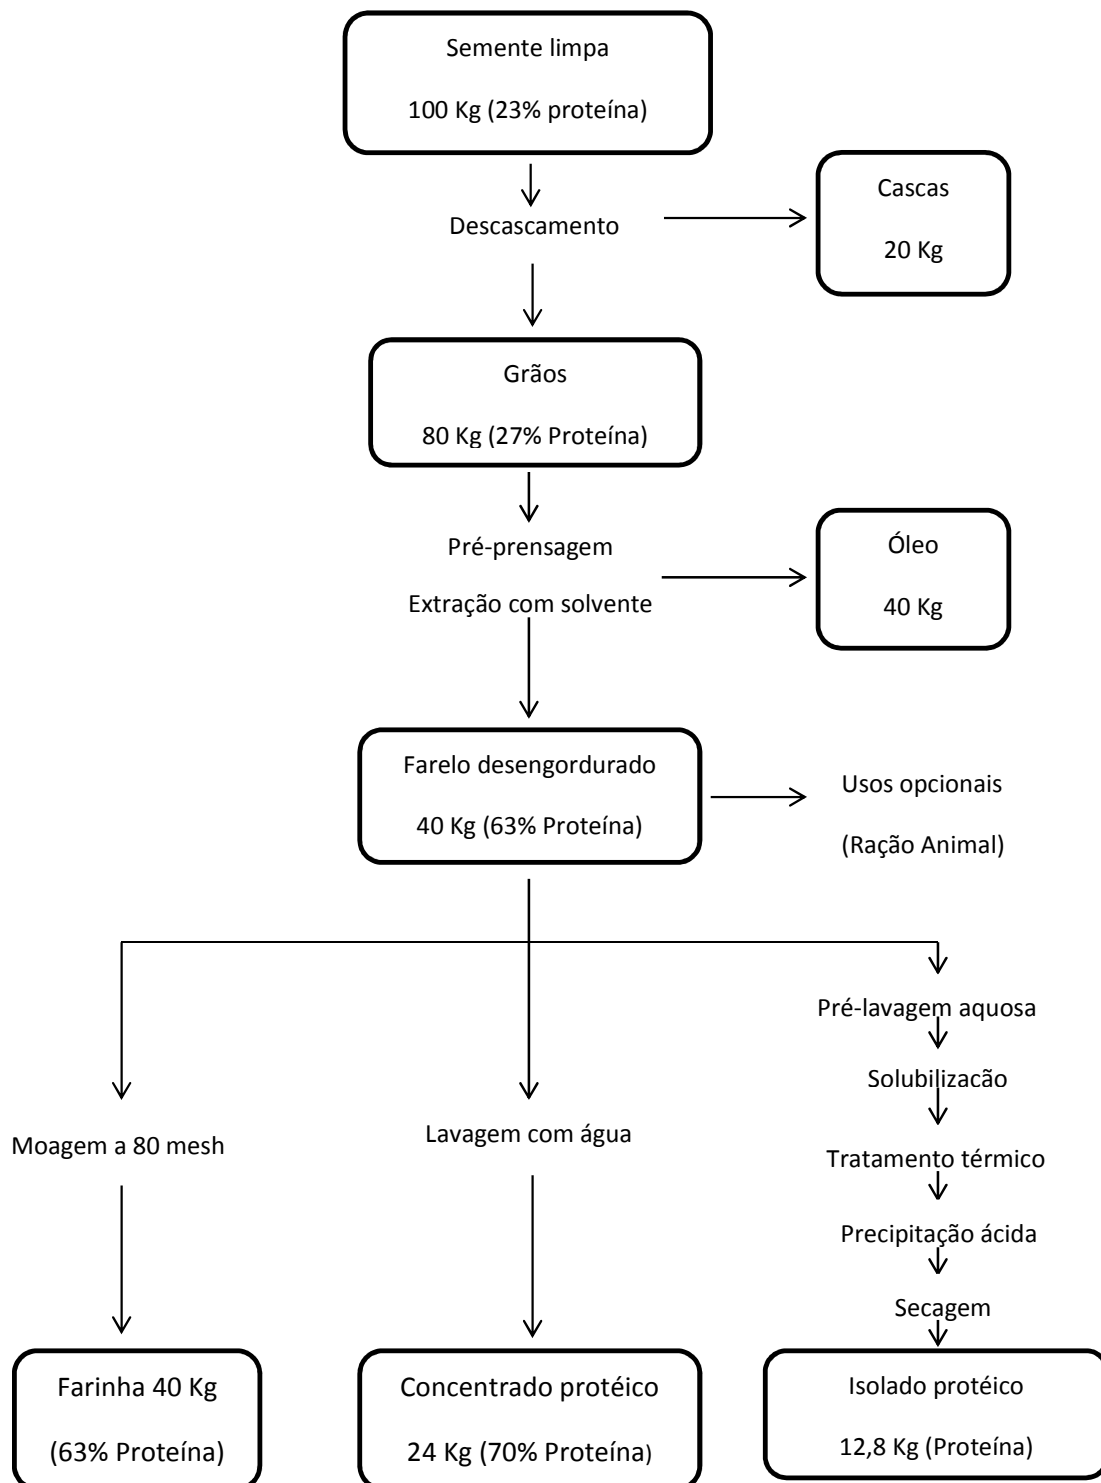 Semente limpa
100 Kg (23% proteína)
Descascamento
Cascas
20 Kg
Grãos
80 Kg (27% Proteína)
Pré-prensagem
Extração com solvente
Óleo
40 Kg
Farelo desengordurado
40 Kg (63% Proteína)
Usos opcionais
(Ração Animal)
Moagem a 80 mesh
Farinha 40 Kg
(63% Proteína)
Lavagem com água
Concentrado protéico
24 Kg (70% Proteína)
Pré-lavagem aquosa
Solubilizacão
Tratamento térmico
Precipitação ácida
Secagem
Isolado protéico
12,8 Kg (Proteína)